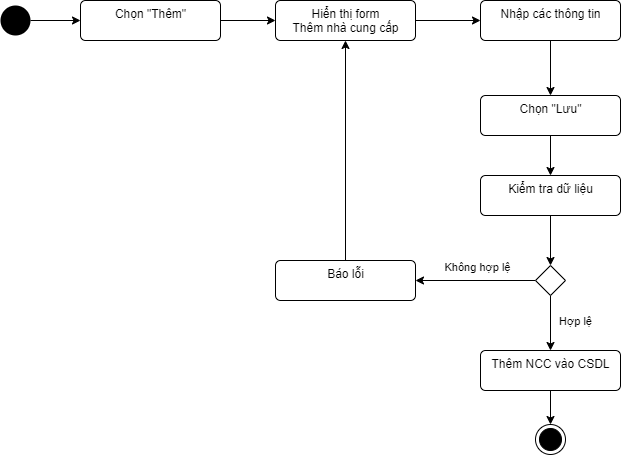 Chọn "Thêm"
Hiển thị form
Thêm nhà cung cấp
Nhập các thông tin
Chọn "Lưu"
Kiểm tra dữ liệu
Không hợp lệ
Báo lỗi
Hợp lệ
Thêm NCC vào CSDL